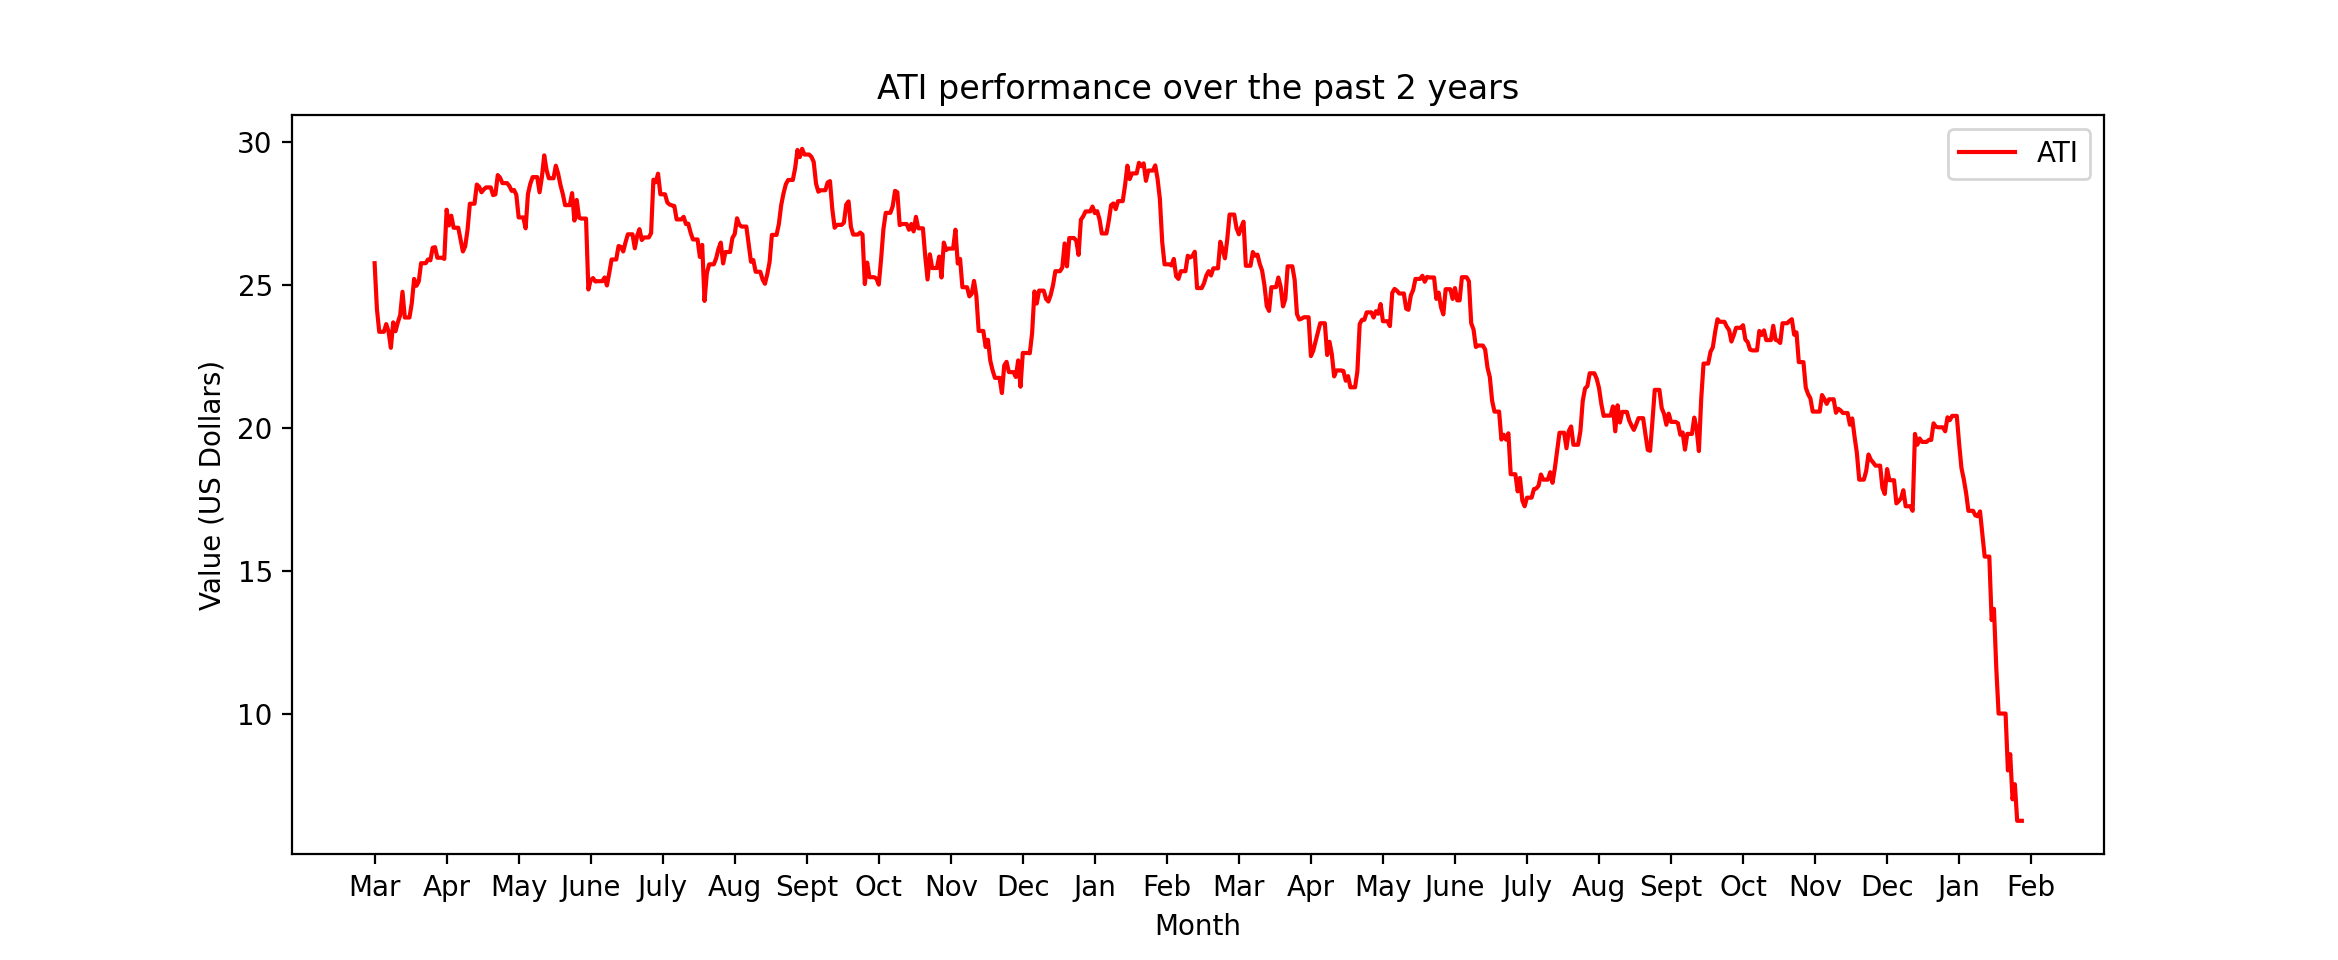 ATI performance over the past 2 years
ATI
30
25
20
15
10
Value (US Dollars)
Mar Apr May June July Aug Sept Oct Nov Dec Jan Feb Mar Apr May June July Aug Sept Oct Nov Dec Jan Feb
Month